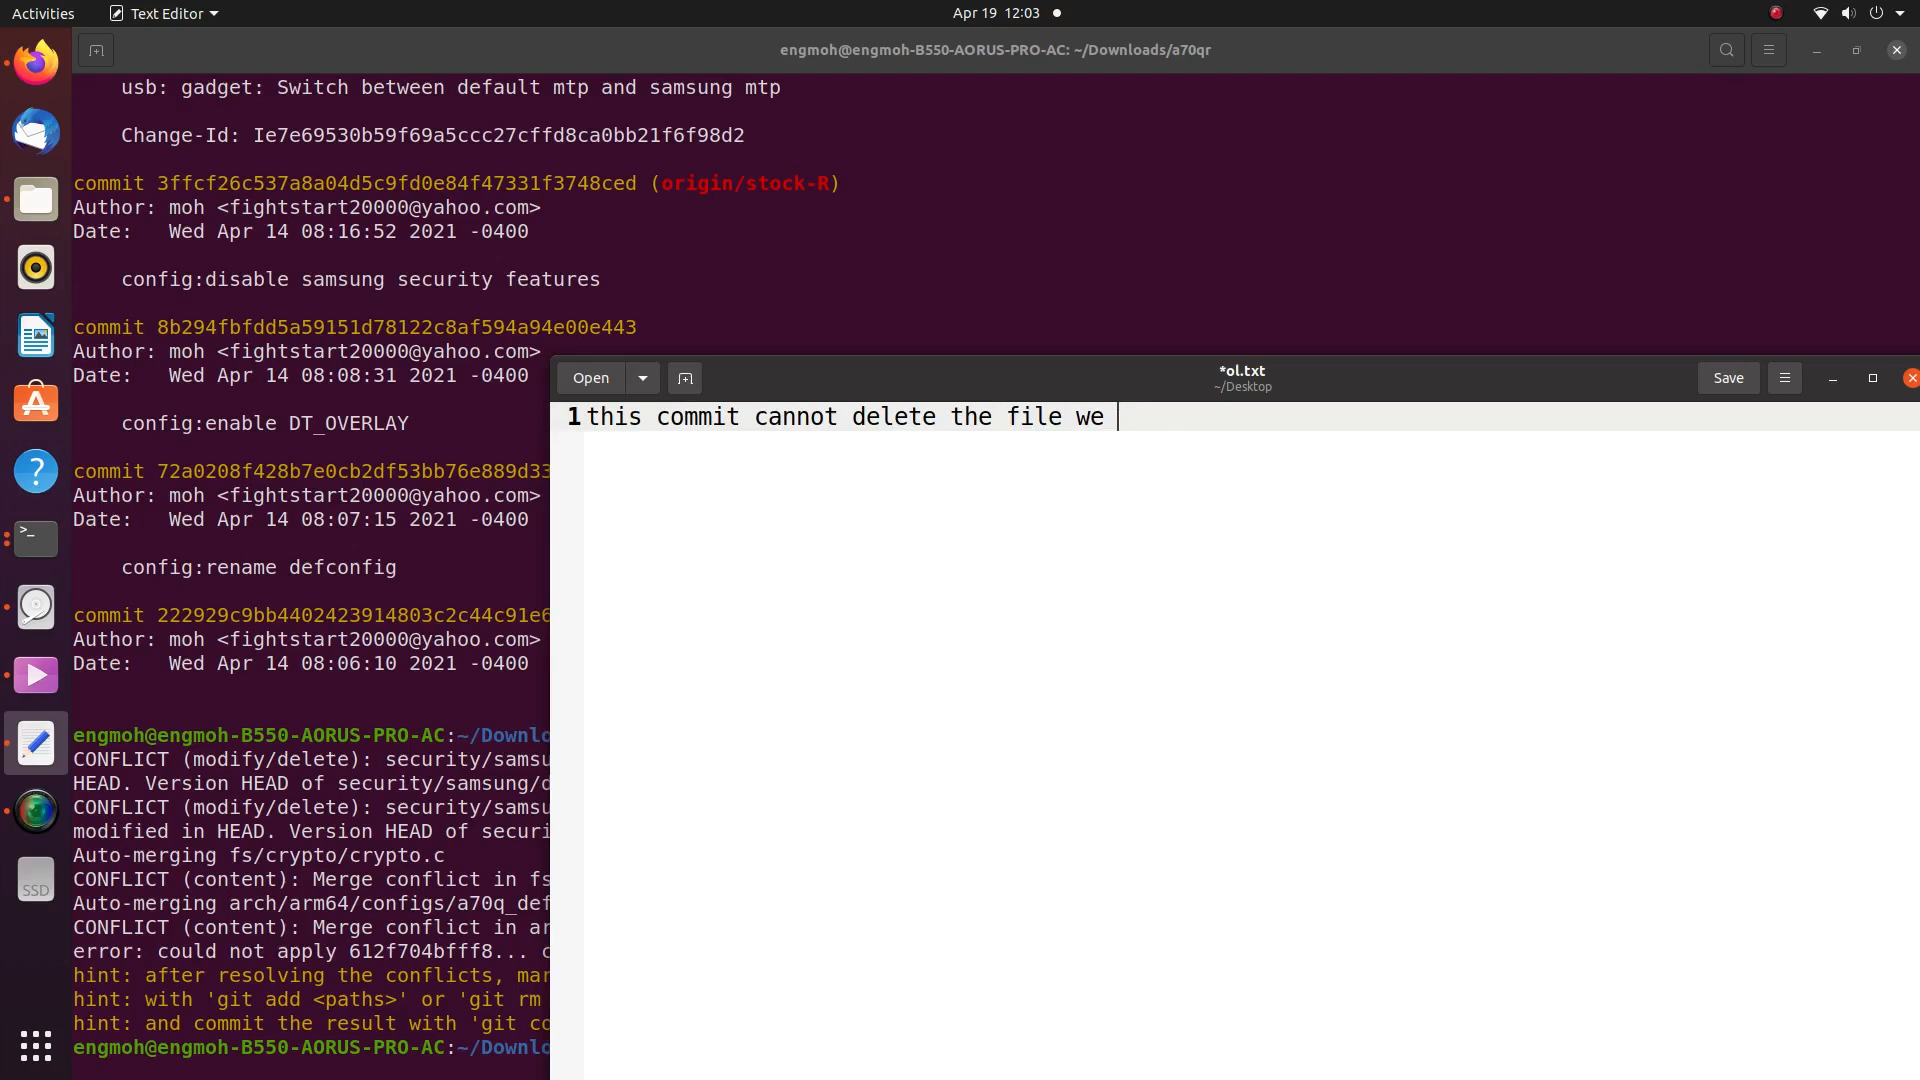 Activities
Text Editor
Apr 19 12:03
engmoh@engmoh-B550-AORUS-PRO-AC: ~/Downloads/a70qr
usb: gadget: Switch between default mtp and samsung mtp
Change-Id: Ie7e69530b59f69a5ccc27cffd8ca0bb21f6f98d2
commit 3ffcf26c537a8a04d5c9fd0e84f47331f3748ced (origin/stock-R)
Author: moh <fightstart20000@yahoo.com>
Date:   Wed Apr 14 08:16:52 2021 -0400
config:disable samsung security features
commit 8b294fbfdd5a59151d78122c8af594a94e00e443
Author: moh <fightstart20000@yahoo.com>
Date:   Wed Apr 14 08:08:31 2021 -0400
config:enable DT_OVERLAY
commit 72a0208f428b7e0cb2df53bb76e889d33
Author: moh <fightstart20000@yahoo.com>
Date:   Wed Apr 14 08:07:15 2021 -0400
config:rename defconfig
commit 222929c9bb4402423914803c2c44c91e6
Author: moh <fightstart20000@yahoo.com>
Date:   Wed Apr 14 08:06:10 2021 -0400
engmoh@engmoh-B550-AORUS-PRO-AC:~/Downlo
CONFLICT (modify/delete): security/samsu
HEAD. Version HEAD of security/samsung/d
CONFLICT (modify/delete): security/samsu
modified in HEAD. Version HEAD of securi
Auto-merging fs/crypto/crypto.c
CONFLICT (content): Merge conflict in fs
Auto-merging arch/arm64/configs/a70q_def
CONFLICT (content): Merge conflict in ar
error: could not apply 612f704bfff8... c
hint: after resolving the conflicts, mar
hint: with 'git add <paths>' or 'git rm
hint: and commit the result with 'git co
engmoh@engmoh-B550-AORUS-PRO-AC:~/Downlo
Open
*ol.txt
~/Desktop
Save
1 this commit cannot delete the file we
SSD